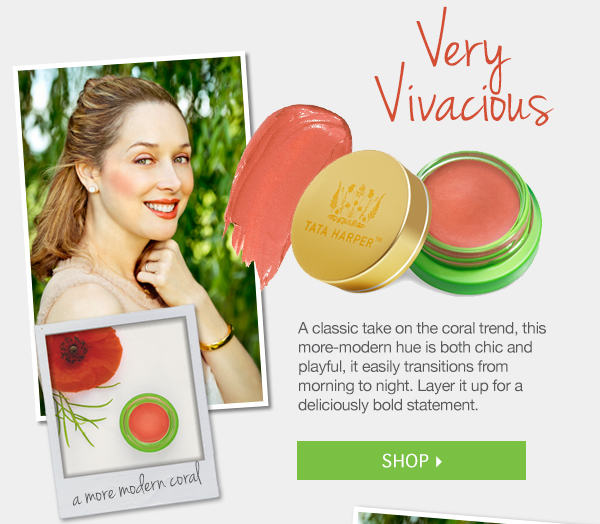 Very
Vivacious
TATA HARPER™
A classic take on the coral trend, this
more-modern hue is both chic and
playful, it easily transitions from
morning to night. Layer it up for a
deliciously bold statement.
SHOP
a more modern coral